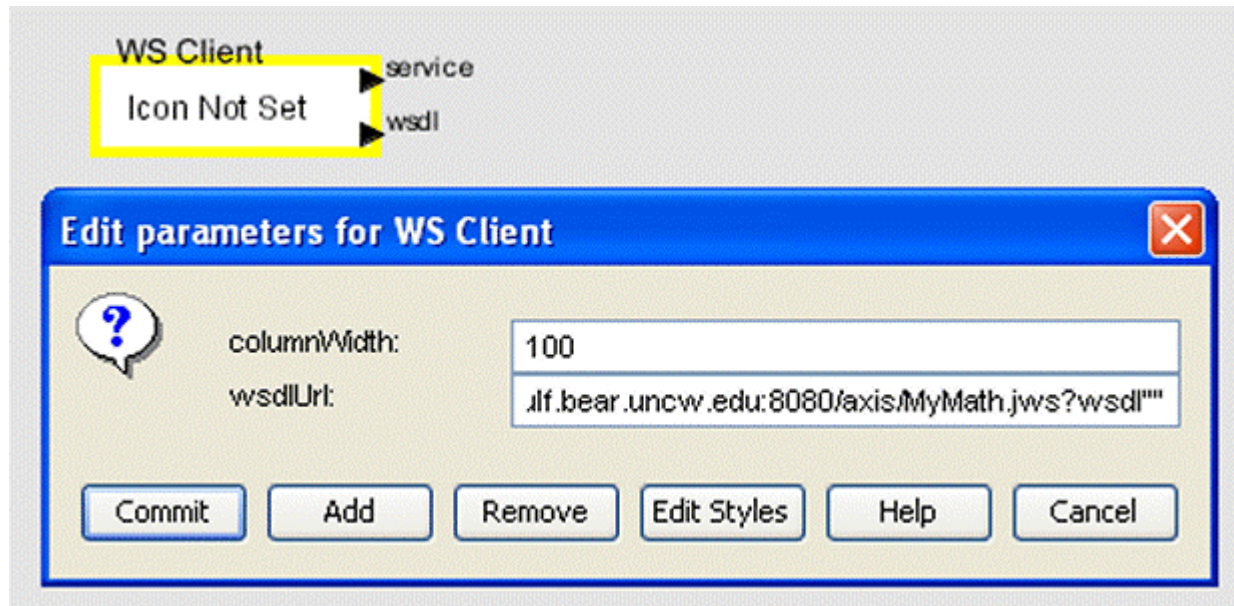 WS Client
service
Icon Not Set
wsdl
Edit parameters for WS Client
?
columnWidth:
100
wsdlUrl:
ulf.bear.uncw.edu:8080/axis/MyMath.jws?wsdl""
Commit Add Remove Edit Styles Help Cancel